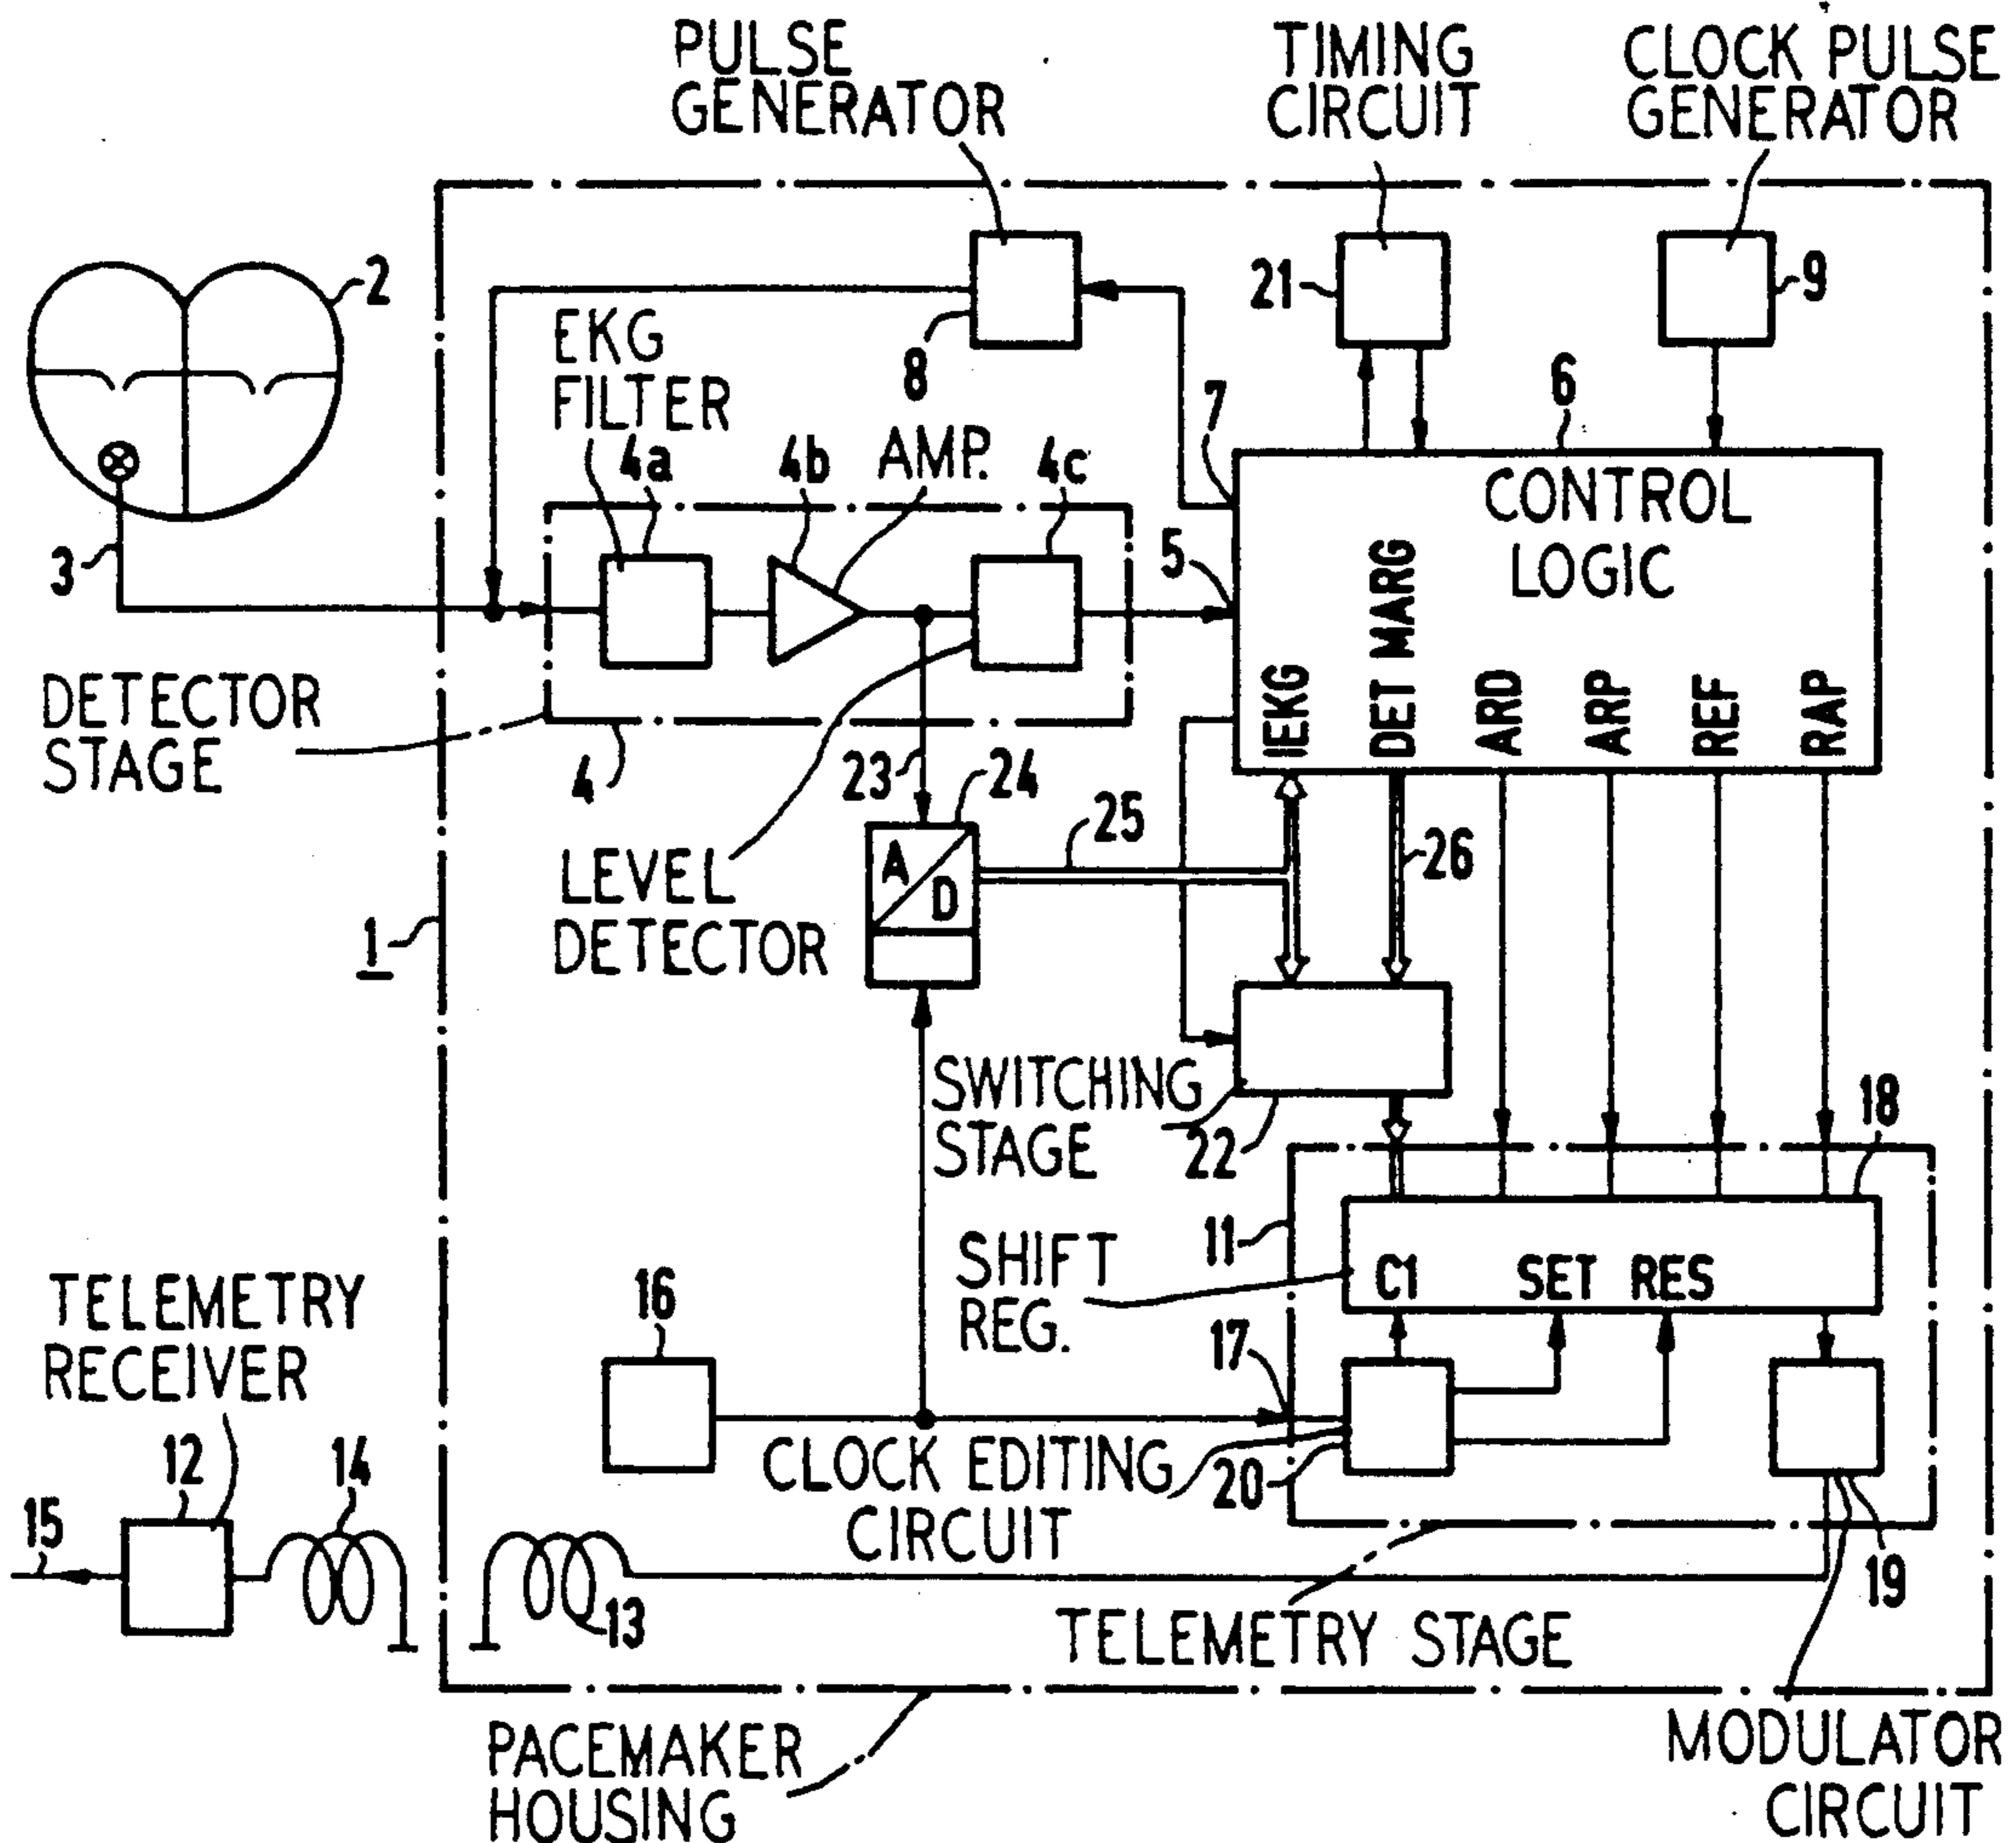 PULSE
GENERATOR
TIMING
CIRCUIT
CLOCK PULSE
GENERATOR
2
EKG
FILTER
8
21
9
6
7
4a
4b
AMP.
4c
CONTROL
LOGIC
3
5
DETECTOR
STAGE
4
23
24
IEKG
DET MARG
ARD
ARP
REF
RAP
LEVEL
DETECTOR
A/D
25
26
1
SWITCHING
STAGE
22
18
11
SHIFT
REG.
C1 SET RES
TELEMETRY
RECEIVER
16
17
12
14
15
CLOCK EDITING
CIRCUIT
20
19
13
TELEMETRY STAGE
PACEMAKER
HOUSING
MODULATOR
CIRCUIT